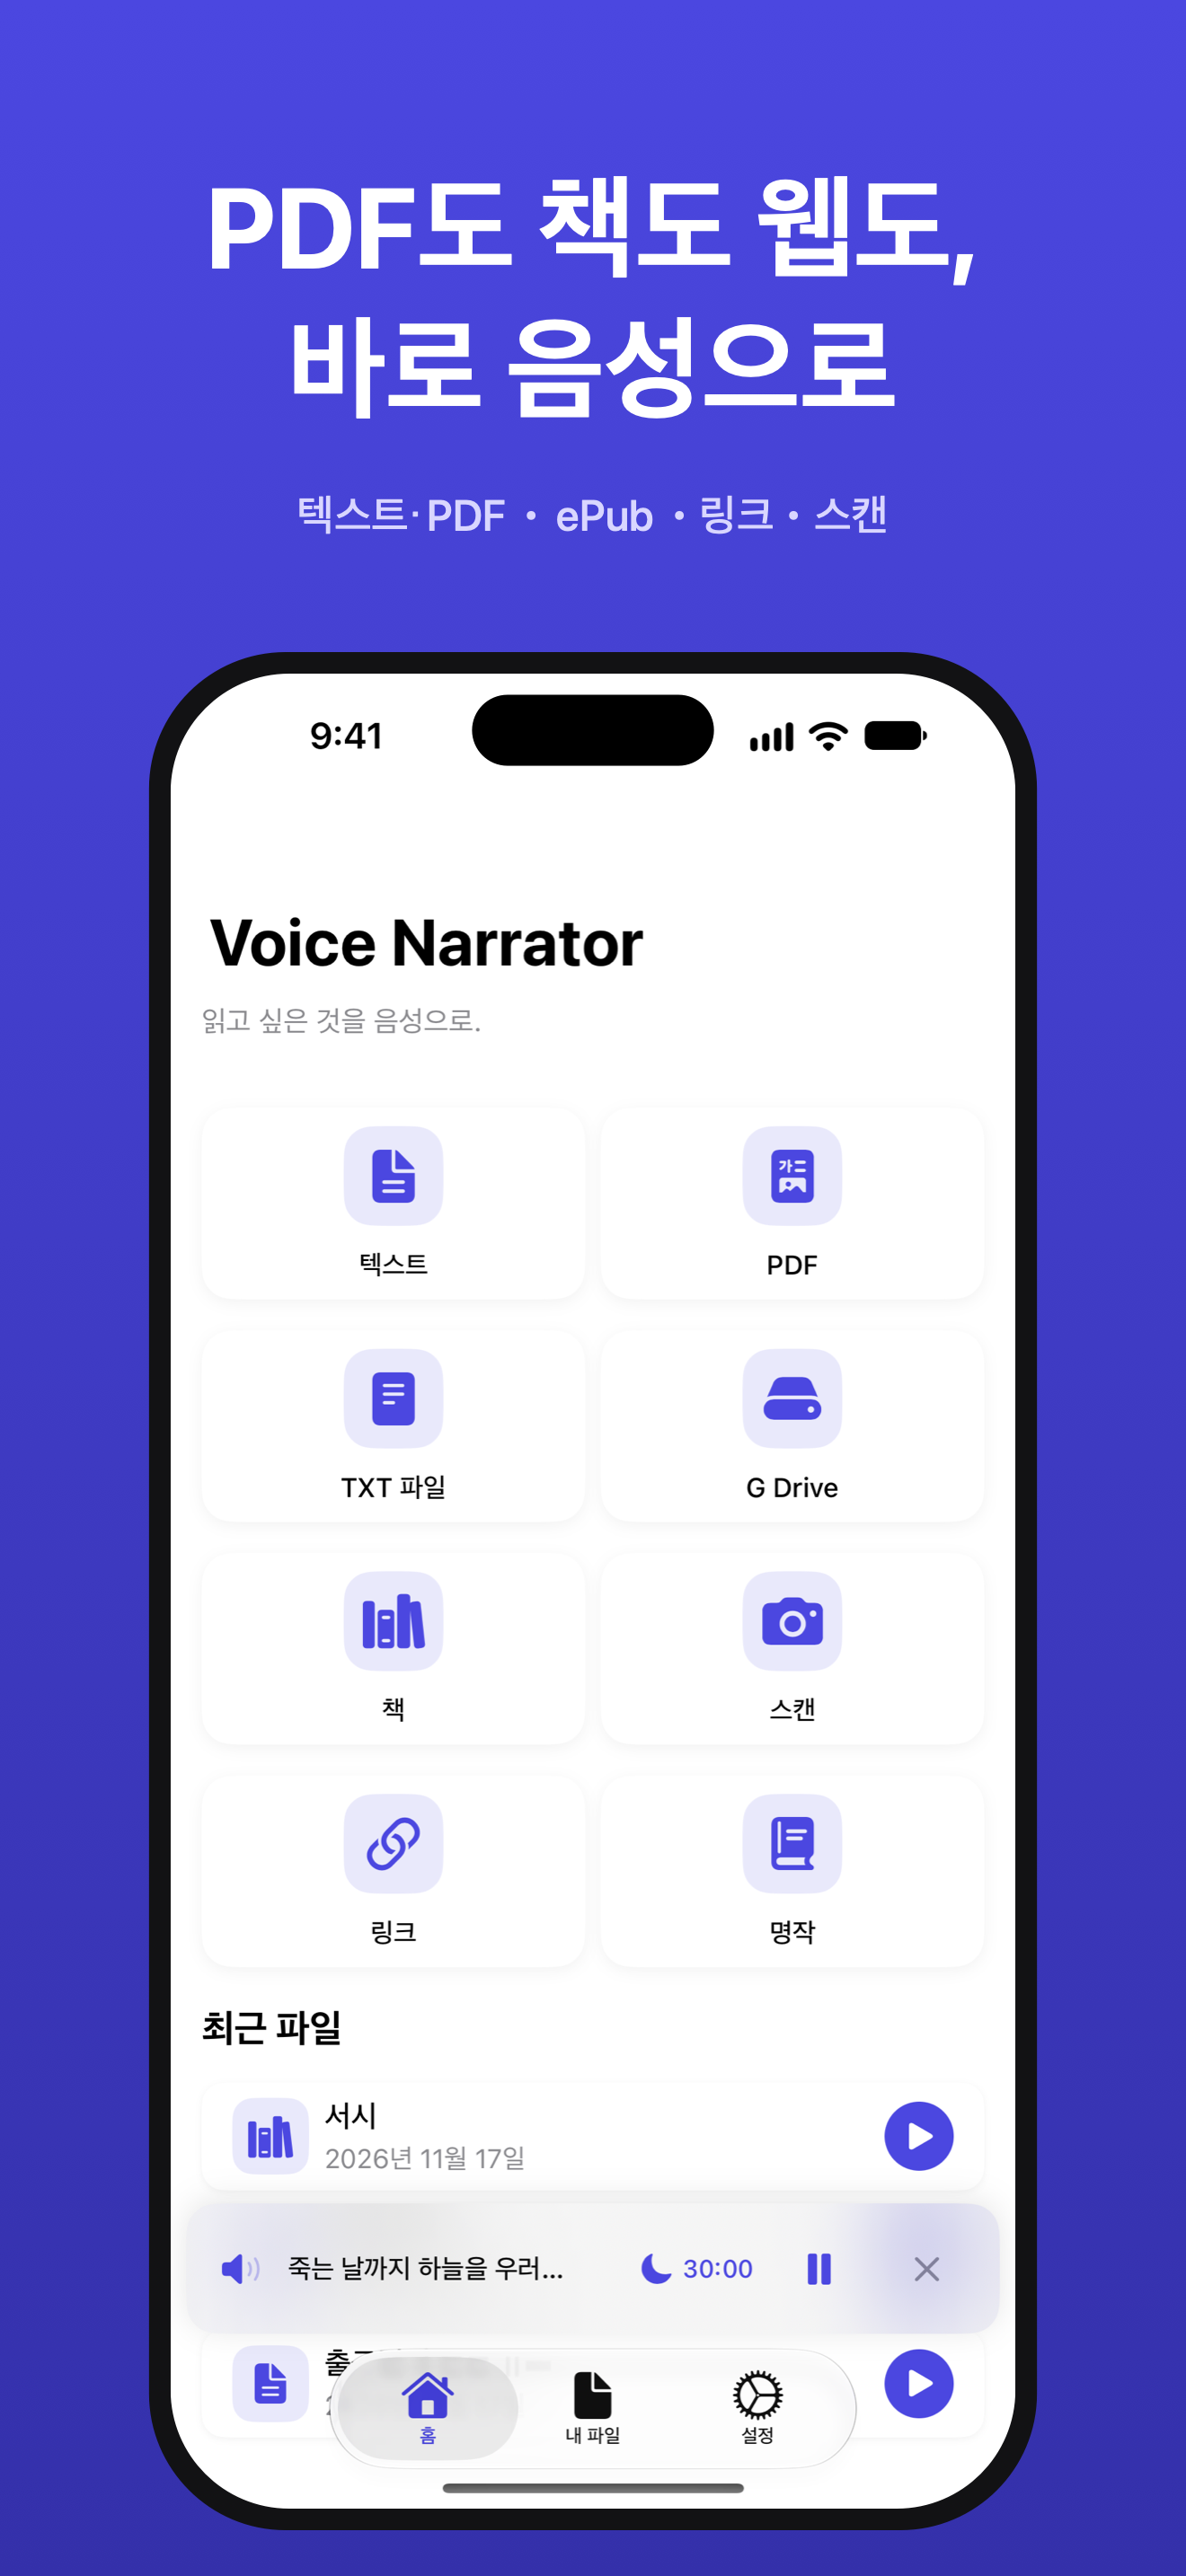 PDF도 책도 웹도,
바로 음성으로
텍스트·PDF • ePub • 링크 • 스캔
9:41
Voice Narrator
읽고 싶은 것을 음성으로.
텍스트
PDF
TXT 파일
G Drive
책
스캔
링크
명작
최근 파일
서시
2026년 11월 17일
죽는 날까지 하늘을 우러...
30:00
홈
내 파일
설정